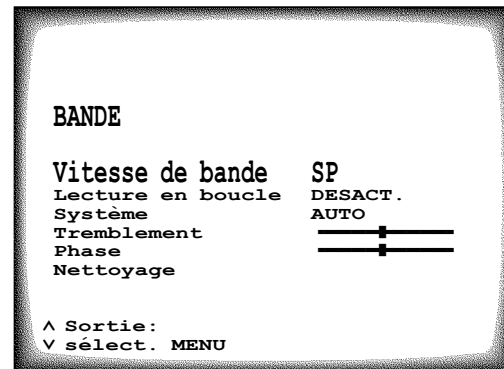 BANDE
Vitesse de bande SP
Lecture en boucle DESACT.
Système AUTO
Tremblement
Phase
Nettoyage
∧ Sortie:
∨ sélect. MENU